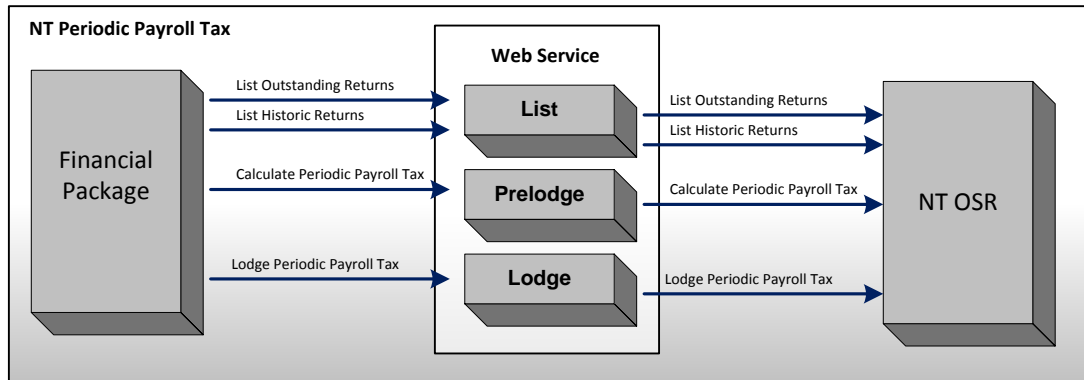 NT Periodic Payroll Tax
Financial
Package
List Outstanding Returns
List Historic Returns
Calculate Periodic Payroll Tax
Lodge Periodic Payroll Tax
Web Service
List
Prelodge
Lodge
List Outstanding Returns
List Historic Returns
Calculate Periodic Payroll Tax
Lodge Periodic Payroll Tax
NT OSR